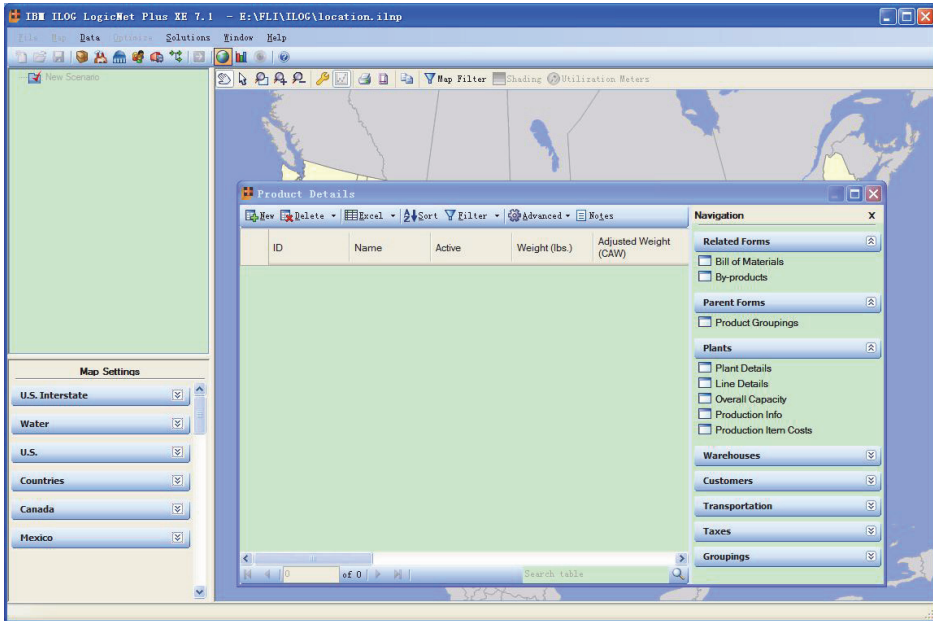 IBM ILOG LogicNet Plus XE 7.1 - E:\FLI\ILOG\location.ilnp
File Map Data Optimize Solutions Window Help
New Scenario
Map Filter Shading Utilization Meters
Product Details
New Delete Excel Sort Filter Advanced Notes
Navigation X
ID Name Active Weight (lbs.) Adjusted Weight (CAW)
Related Forms
Bill of Materials
By-products
Parent Forms
Product Groupings
Plants
Plant Details
Line Details
Overall Capacity
Production Info
Production Item Costs
Warehouses
Customers
Transportation
Taxes
Groupings
Map Settings
U.S. Interstate
Water
U.S.
Countries
Canada
Mexico
0 of 0 Search table